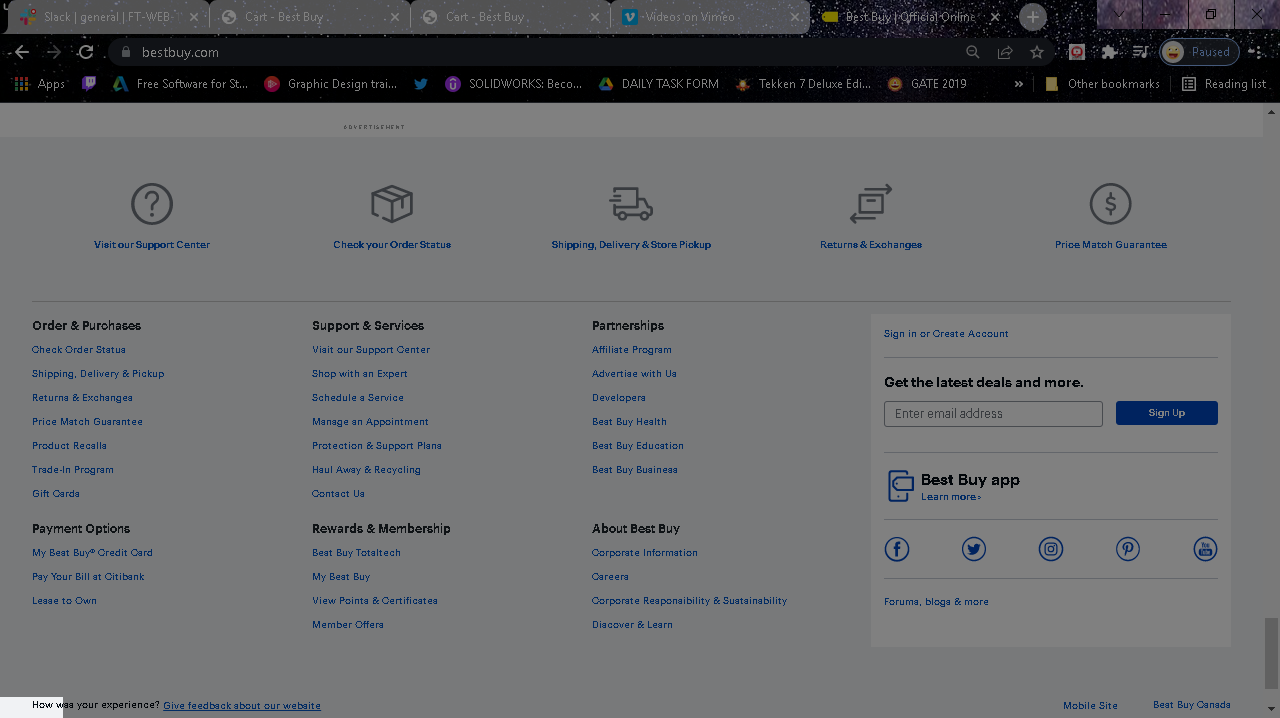 Slack | general | FT-WEB-
Cart - Best Buy
Cart - Best Buy
Videos on Vimeo
Best Buy | Official Online
bestbuy.com
Paused
Apps
Free Software for St...
Graphic Design trai...
SOLIDWORKS: Beco...
DAILY TASK FORM
Tekken 7 Deluxe Edi...
GATE 2019
»
Other bookmarks
Reading list
ADVERTISEMENT
Visit our Support Center
Check your Order Status
Shipping, Delivery & Store Pickup
Returns & Exchanges
Price Match Guarantee
Order & Purchases
Check Order Status
Shipping, Delivery & Pickup
Returns & Exchanges
Price Match Guarantee
Product Recalls
Trade-In Program
Gift Cards
Support & Services
Visit our Support Center
Shop with an Expert
Schedule a Service
Manage an Appointment
Protection & Support Plans
Haul Away & Recycling
Contact Us
Partnerships
Affiliate Program
Advertise with Us
Developers
Best Buy Health
Best Buy Education
Best Buy Business
Payment Options
My Best Buy® Credit Card
Pay Your Bill at Citibank
Lease to Own
Rewards & Membership
Best Buy Totaltech
My Best Buy
View Points & Certificates
Member Offers
About Best Buy
Corporate Information
Careers
Corporate Responsibility & Sustainability
Discover & Learn
Sign in or Create Account
Get the latest deals and more.
Enter email address
Sign Up
Best Buy app
Learn more ›
You Tube
Forums, blogs & more
How was your experience? Give feedback about our website
Mobile Site
Best Buy Canada